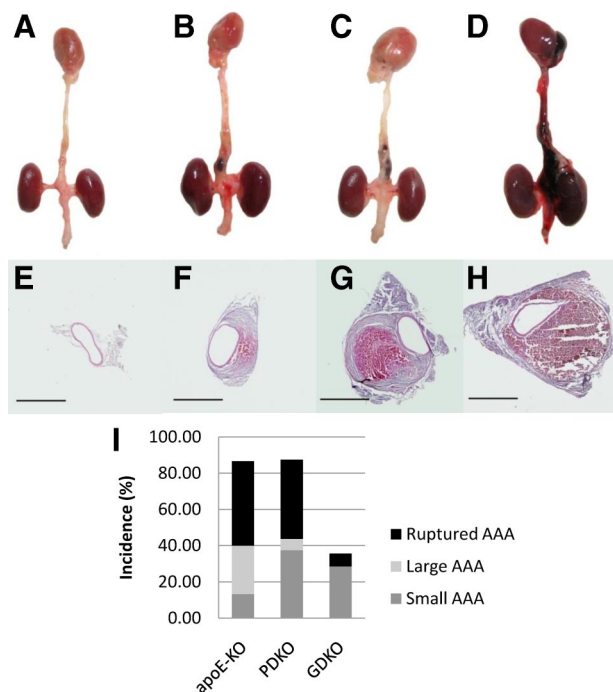 A B C D
E F G H
I
100.00
80.00
60.00
40.00
20.00
0.00
Incidence (%)
apoE-KO PDKO GDKO
Ruptured AAA
Large AAA
Small AAA